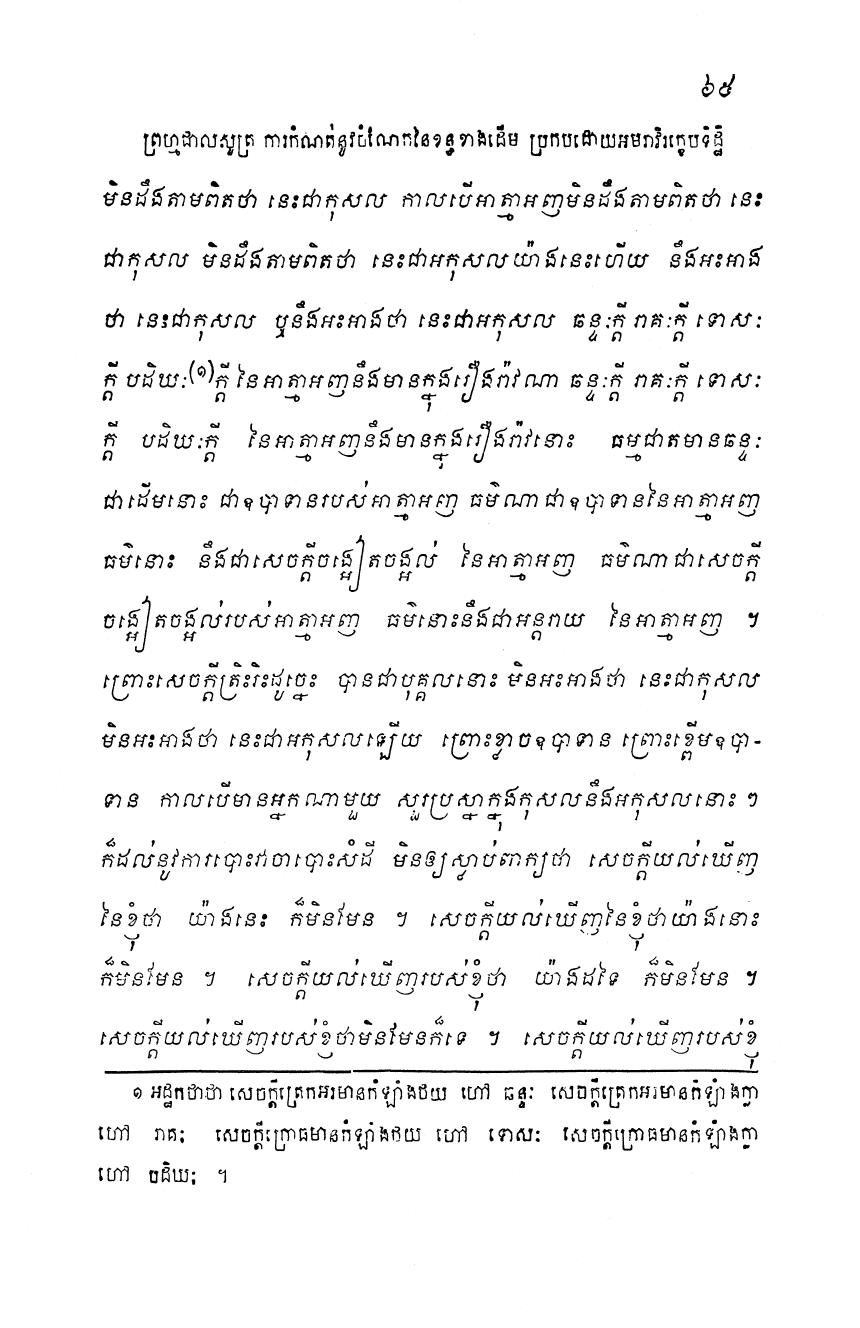 ៦៥
ព្រហ្មជាលសូត្រ ការកំណត់នូវចំណែកនៃខន្ធខាងដើម ប្រកបដោយអមរាវិក្ខេបទិដ្ឋិ
មិនដឹងតាមពិតថា នេះជាកុសល កាលបើអាត្មាអញមិនដឹងតាមពិតថា នេះ
ជាកុសល មិនដឹងតាមពិតថា នេះជាអកុសលយ៉ាងនេះហើយ នឹងអះអាង
ថា នេះជាកុសល ឬនឹងអះអាងថា នេះជាអកុសល ឆន្ទៈក្តី រាគៈក្តី ទោសៈ
ក្តី បដិឃៈ(១)ក្តី នៃអាត្មាអញនឹងមានក្នុងរឿងរ៉ាវណា ឆន្ទៈក្តី រាគៈក្តី ទោសៈ
ក្តី បដិឃៈក្តី នៃអាត្មាអញនឹងមានក្នុងរឿងរ៉ាវនោះ ធម្មជាតមានឆន្ទៈ
ជាដើមនោះ ជាឧបាទានរបស់អាត្មាអញ ធម៌ណាជាឧបាទាននៃអាត្មាអញ
ធម៌នោះ នឹងជាសេចក្តីចង្អៀតចង្អល់ នៃអាត្មាអញ ធម៌ណាជាសេចក្តី
ចង្អៀតចង្អល់របស់អាត្មាអញ ធម៌នោះនឹងជាអន្តរាយ នៃអាត្មាអញ ។
ព្រោះសេចក្តីត្រិះរិះដូច្នេះ បានជាបុគ្គលនោះ មិនអះអាងថា នេះជាកុសល
មិនអះអាងថា នេះជាអកុសលឡើយ ព្រោះខ្លាចឧបាទាន ព្រោះខ្ពើមឧបា-
ទាន កាលបើមានអ្នកណាមួយ សួរប្រស្នាក្នុងកុសលនឹងអកុសលនោះ ៗ
ក៏ដល់នូវការបោះវាចាបោះសំដី មិនឲ្យស្លាប់ពាក្យថា សេចក្តីយល់ឃើញ
នៃខ្ញុំថា យ៉ាងនេះ ក៏មិនមែន ។ សេចក្តីយល់ឃើញនៃខ្ញុំថាយ៉ាងនោះ
ក៏មិនមែន ។ សេចក្តីយល់ឃើញរបស់ខ្ញុំថា យ៉ាងដទៃ ក៏មិនមែន ។
សេចក្តីយល់ឃើញរបស់ខ្ញុំថាមិនមែនក៏ទេ ។ សេចក្តីយល់ឃើញរបស់ខ្ញុំ
១ អដ្ឋកថាថា សេចក្តីត្រេកអរមានកំឡាំងថយ ហៅ ឆន្ទៈ សេចក្តីត្រេកអរមានកំឡាំងក្លា
ហៅ រាគៈ; សេចក្តីក្រោធមានកំឡាំងថយ ហៅ ទោសៈ សេចក្តីក្រោធមានកំឡាំងក្លា
ហៅ បដិឃៈ; ។